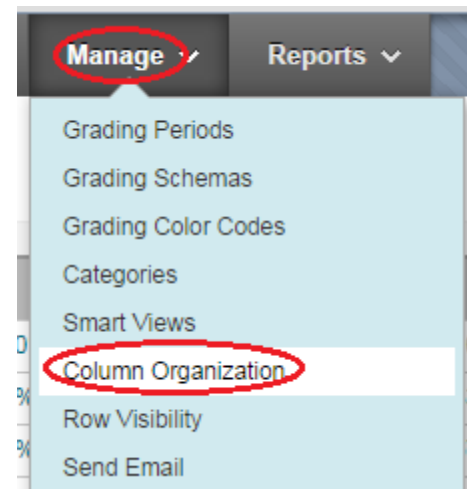 Manage Reports
Grading Periods
Grading Schemas
Grading Color Codes
Categories
Smart Views
Column Organization
Row Visibility
Send Email